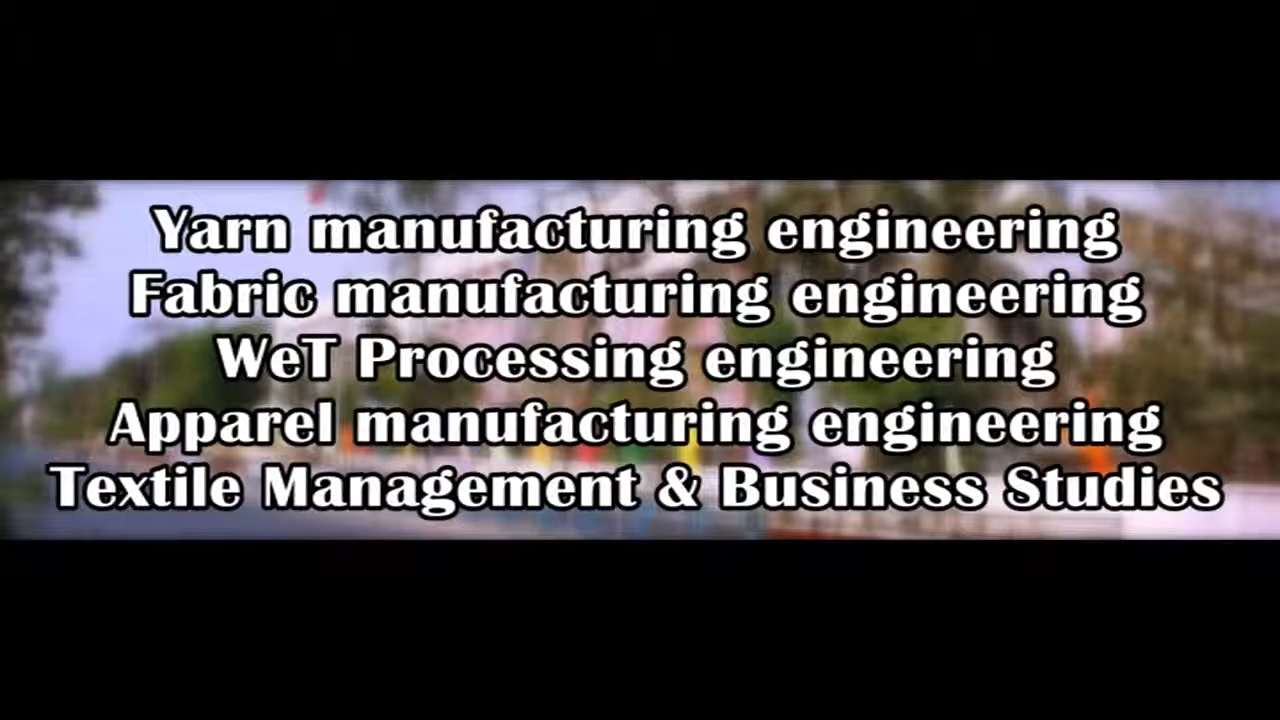 Yarn manufacturing engineering
Fabric manufacturing engineering
WeT Processing engineering
Apparel manufacturing engineering
Textile Management & Business Studies